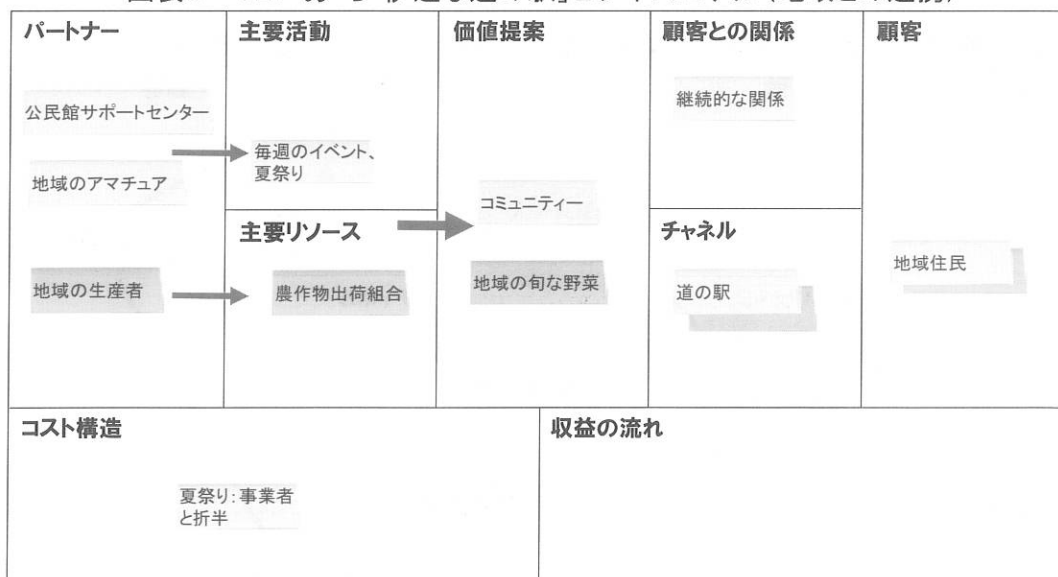 パートナー
公民館サポートセンター
地域のアマチュア
地域の生産者
主要活動
毎週のイベント、
夏祭り
主要リソース
農作物出荷組合
価値提案
コミュニティー
地域の旬な野菜
顧客との関係
継続的な関係
チャネル
道の駅
顧客
地域住民
コスト構造
夏祭り：事業者
と折半
収益の流れ